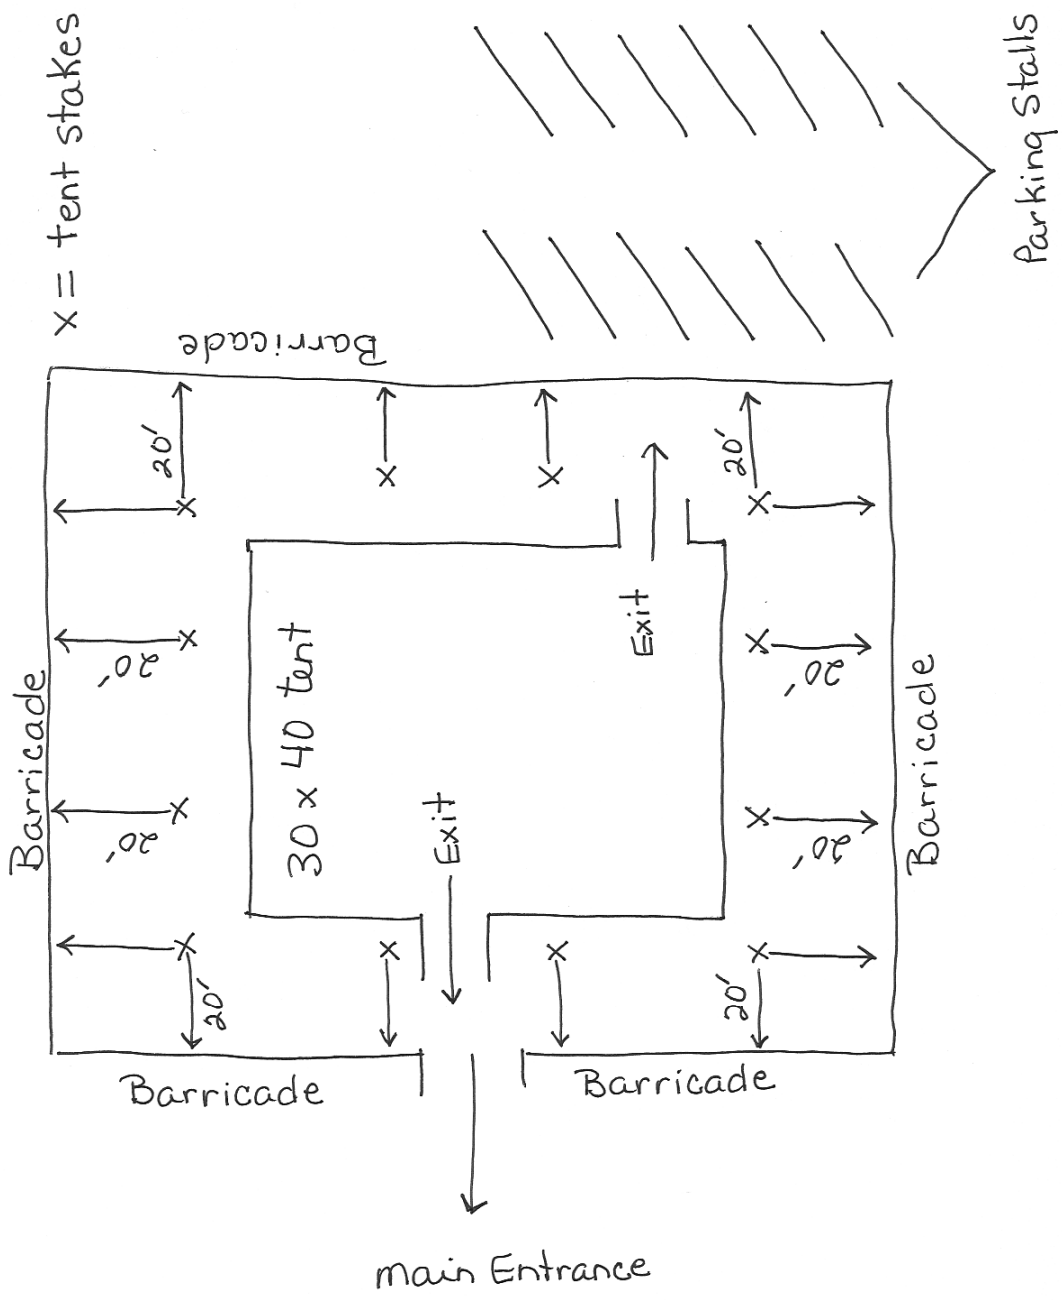 x = tent stakes
Parking Stalls
Barricade
20'
20'
Exit
20'
20'
Barricade
30 x 40 tent
Barricade
20'
20'
Exit
20'
20'
Barricade
Barricade
main Entrance